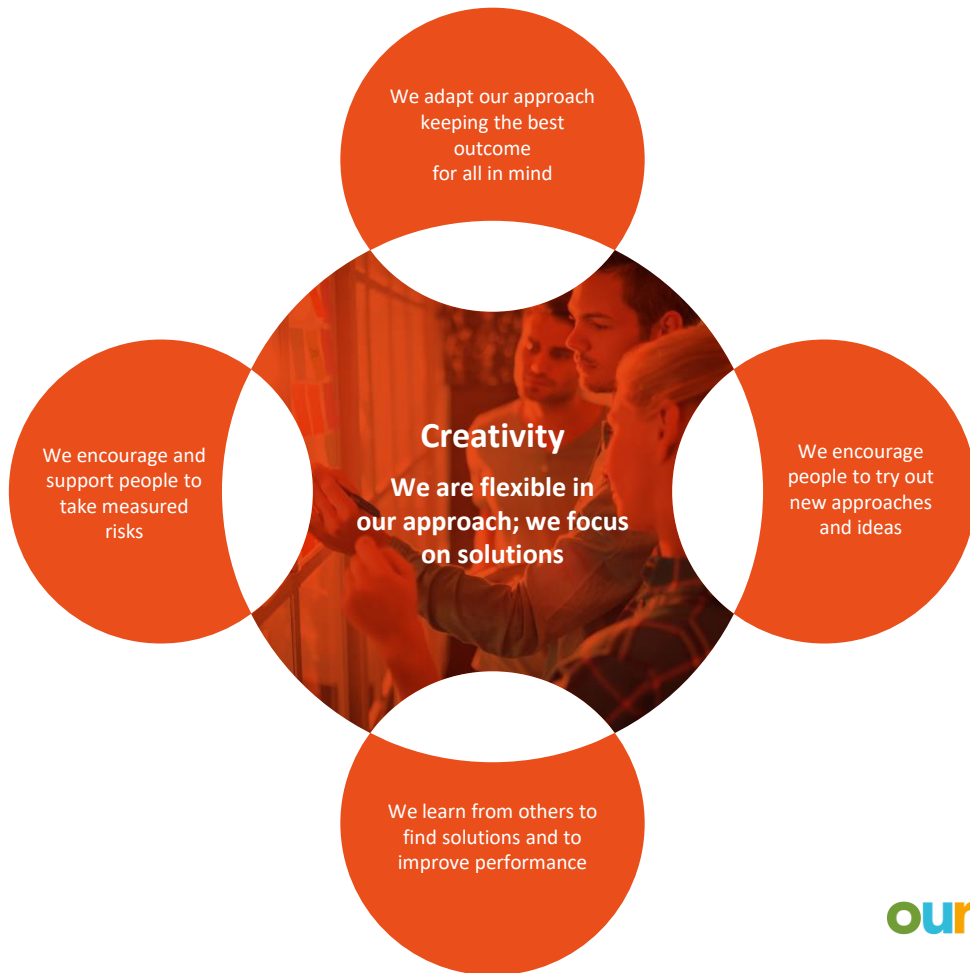 We adapt our approach
keeping the best
outcome
for all in mind
We encourage and
support people to
take measured
risks
Creativity
We are flexible in
our approach; we focus
on solutions
We encourage
people to try out
new approaches
and ideas
We learn from others to
find solutions and to
improve performance
our